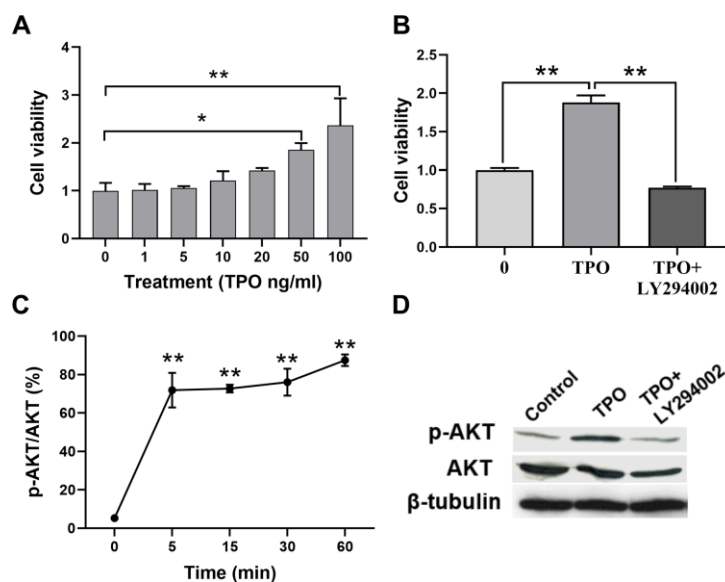 A
Cell viability
4
3
2
1
0
**
*
0 1 5 10 20 50 100
Treatment (TPO ng/ml)
B
Cell viability
2.5
2.0
1.5
1.0
0.5
0.0
** **
0 TPO TPO+
LY294002
C
p-AKT/AKT (%)
100
80
60
40
20
0
** ** ** **
0 5 15 30 60
Time (min)
D
Control TPO TPO+
LY294002
p-AKT
AKT
β-tubulin